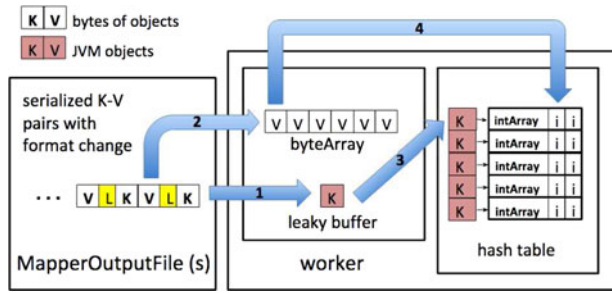 K V bytes of objects
K V JVM objects
4
serialized K-V
pairs with
format change
2
V V V V V V
byteArray
3
· · · V L K V L K
1
K
leaky buffer
K intArray i i
K intArray i i
K intArray i i
K intArray i i
K intArray i i
hash table
MapperOutputFile (s)
worker